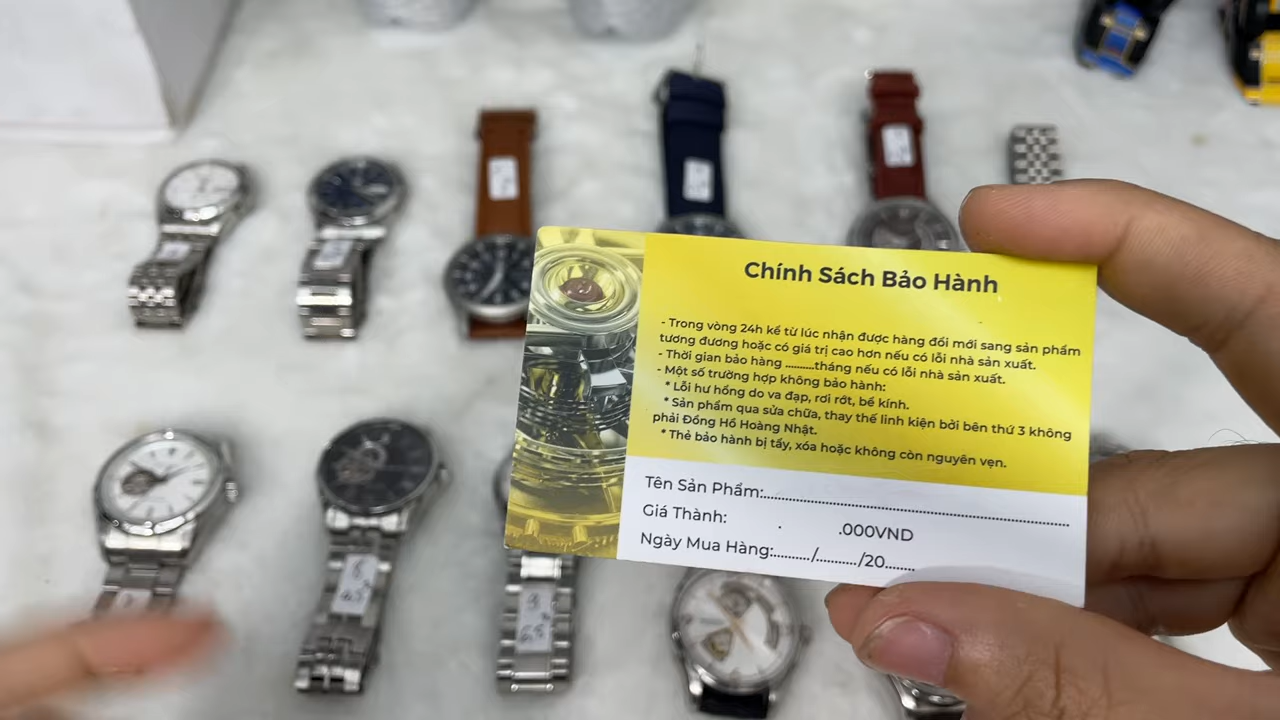 Chính Sách Bảo Hành
- Trong vòng 24h kể từ lúc nhận được hàng đổi mới sang sản phẩm
tương đương hoặc có giá trị cao hơn nếu có lỗi nhà sản xuất.
- Thời gian bảo hàng ..........tháng nếu có lỗi nhà sản xuất.
- Một số trường hợp không bảo hành:
* Lỗi hư hỏng do va đạp, rơi rớt, bể kính.
* Sản phẩm qua sửa chữa, thay thế linh kiện bởi bên thứ 3 không
phải Đồng Hồ Hoàng Nhật.
* Thẻ bảo hành bị tẩy, xóa hoặc không còn nguyên vẹn.
Tên Sản Phẩm:......................................................................
Giá Thành: . .000VND
Ngày Mua Hàng:........../.........../20........